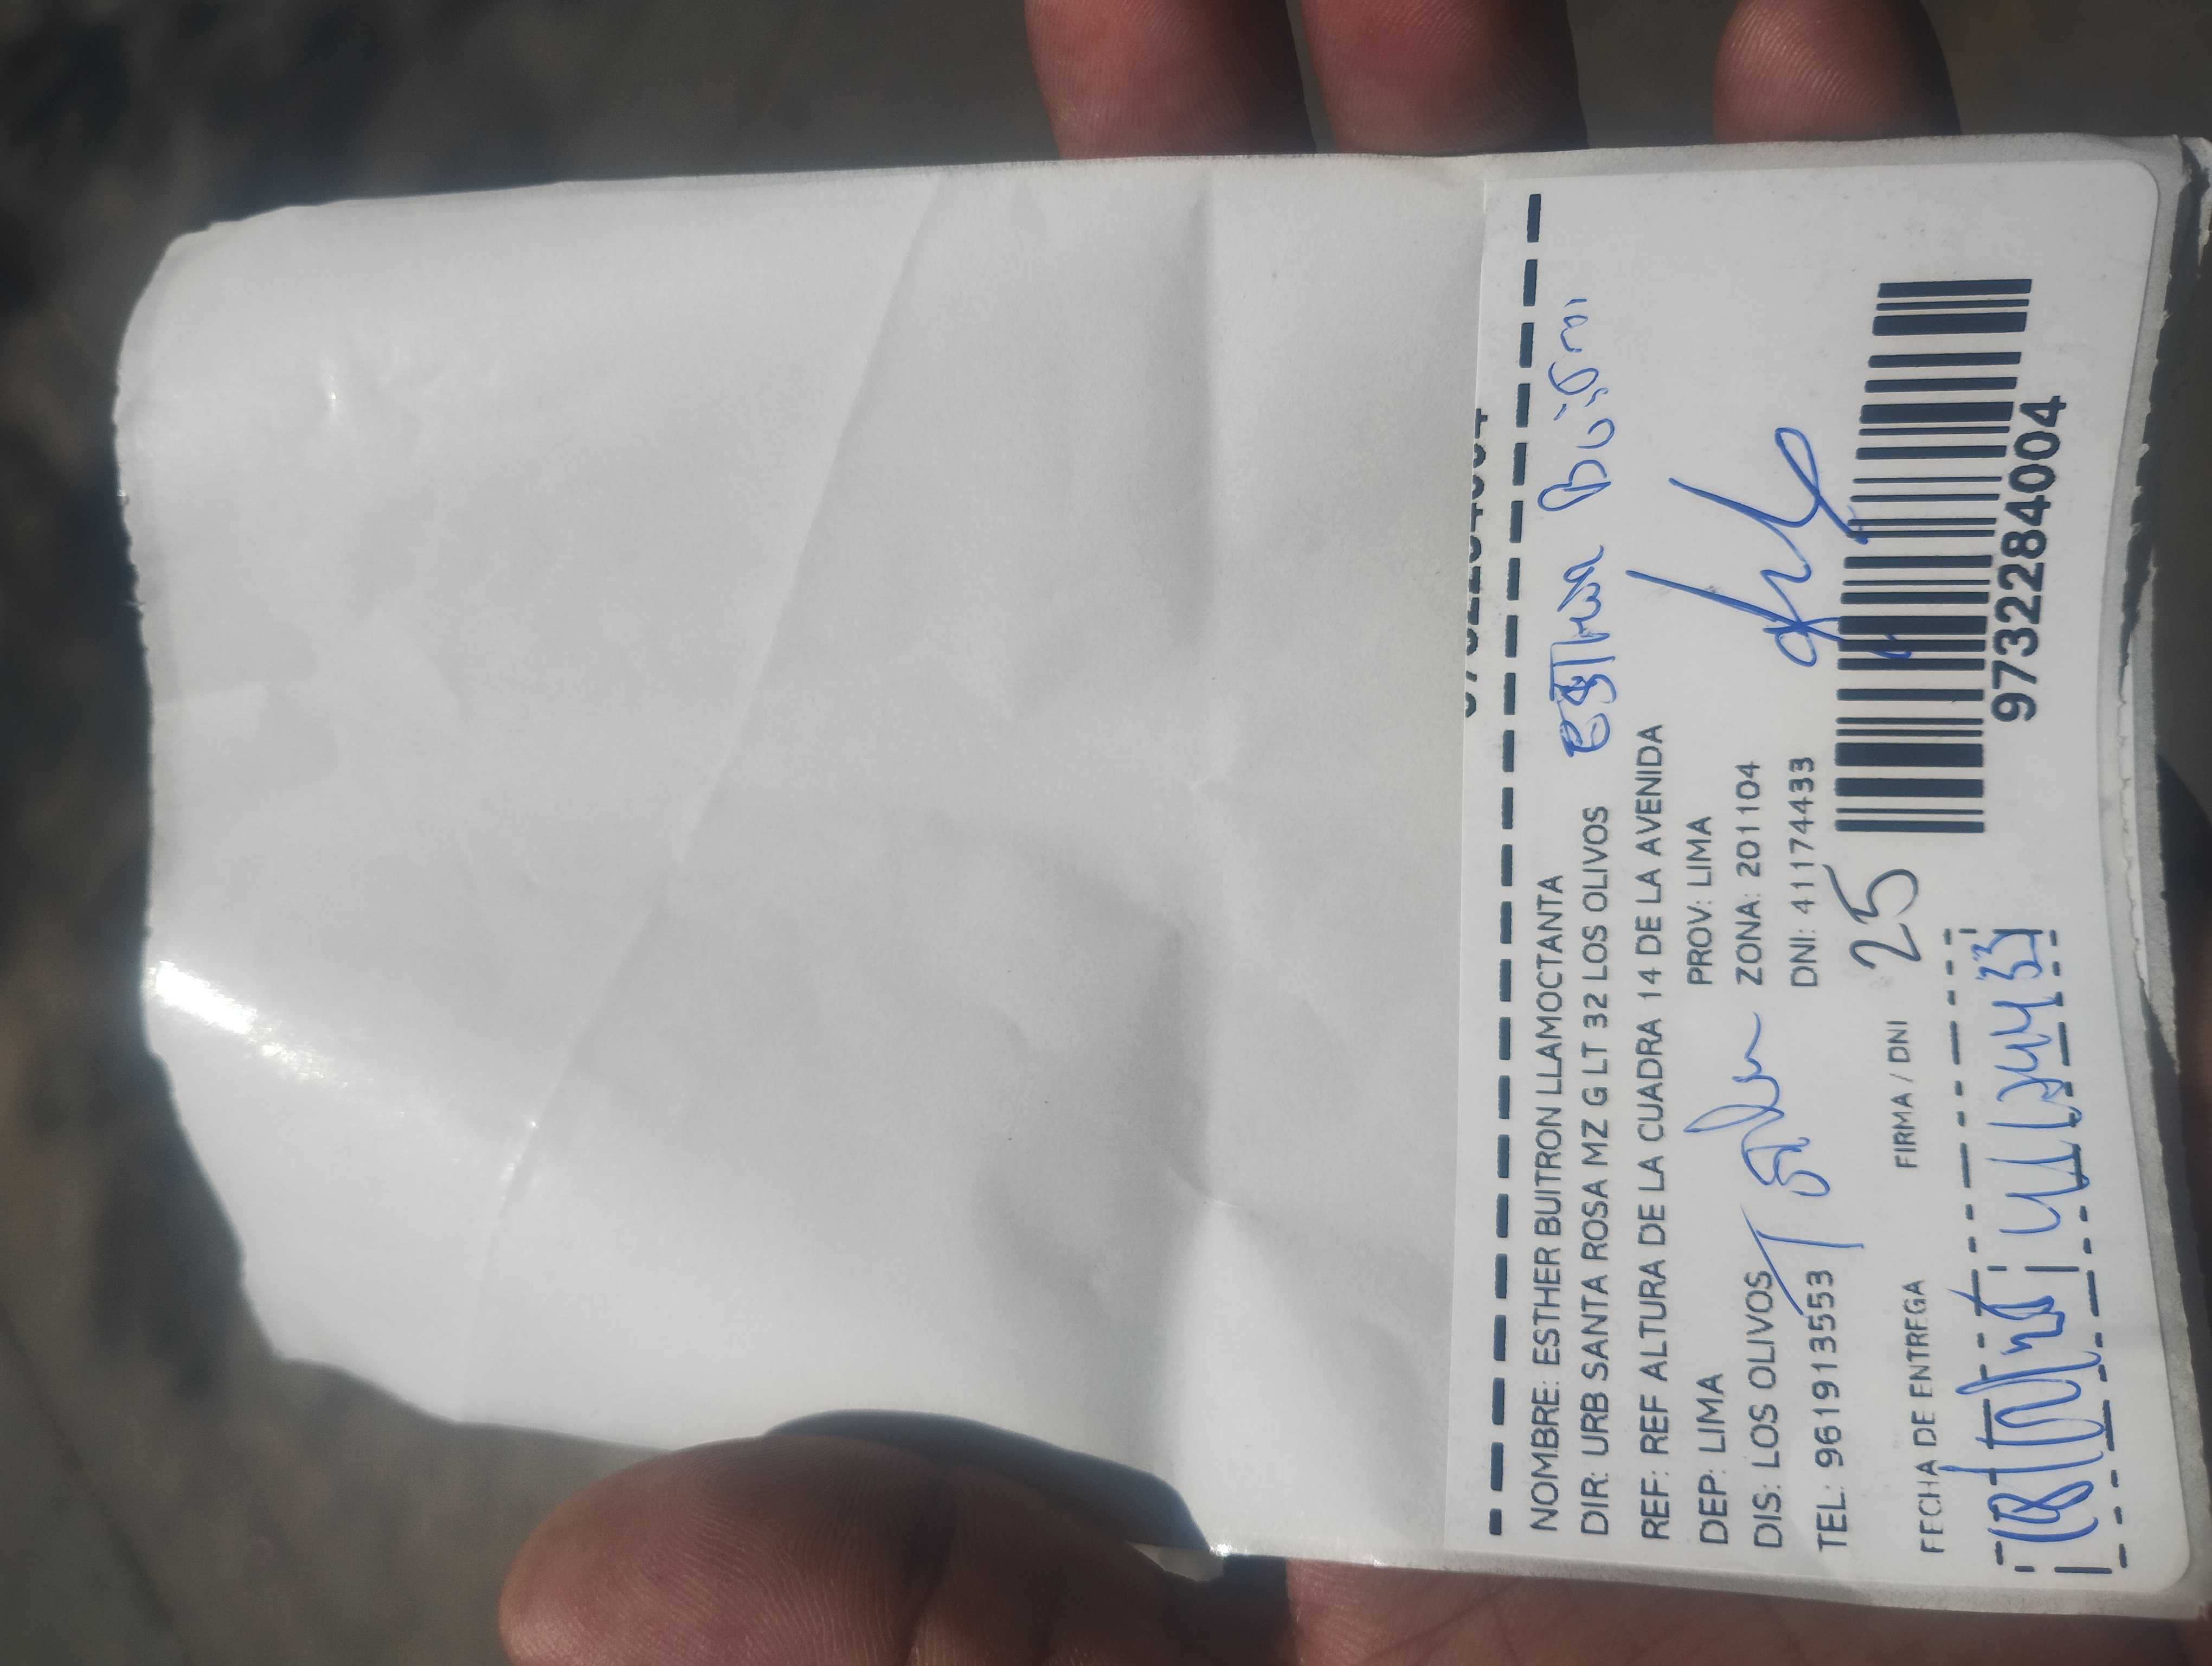 NOMBRE: ESTHER BUITRON LLAMOCTANTA
DIR: URB SANTA ROSA MZ G LT 32 LOS OLIVOS
REF: REF ALTURA DE LA CUADRA 14 DE LA AVENIDA
DEP: LIMA PROV: LIMA
DIS: LOS OLIVOS ZONA: 201104
TEL: 961913553 DNI: 41174433
25
FECHA DE ENTREGA FIRMA / DNI
41174433
9732284004